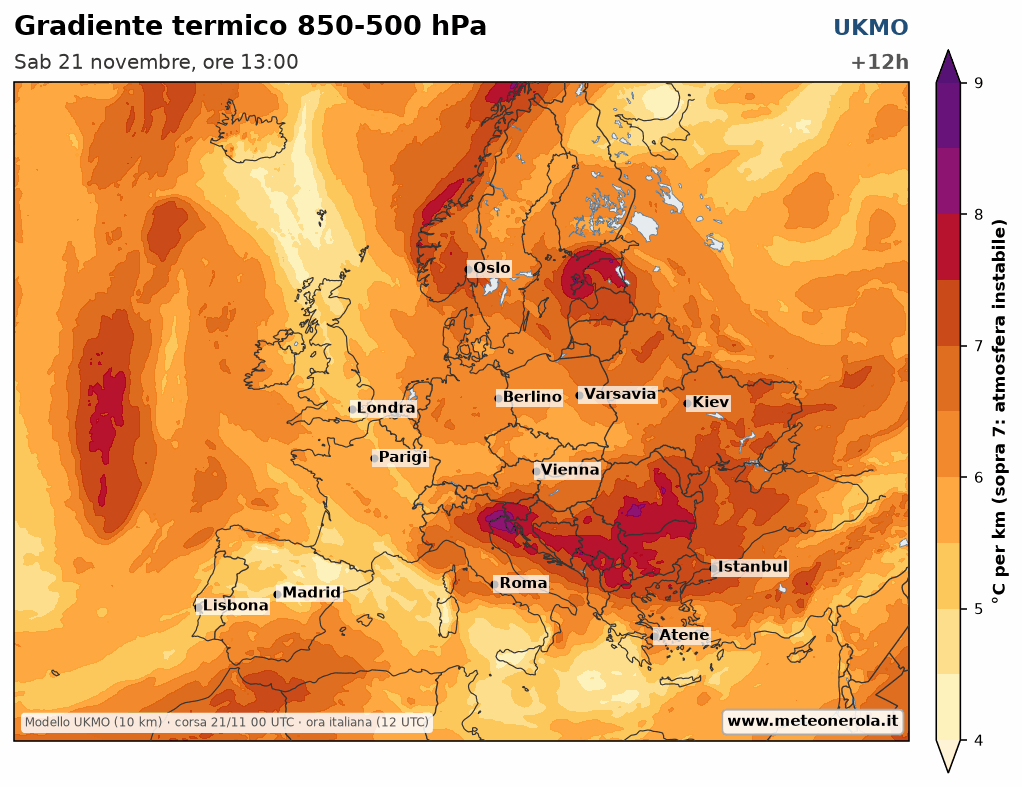 Gradiente termico 850-500 hPa
UKMO
Sab 21 novembre, ore 13:00
+12h
Oslo
Londra
Berlino
Varsavia
Kiev
Parigi
Vienna
Istanbul
Roma
Madrid
Lisbona
Atene
Modello UKMO (10 km) · corsa 21/11 00 UTC · ora italiana (12 UTC)
www.meteonerola.it
9
8
7
6
5
4
°C per km (sopra 7: atmosfera instabile)